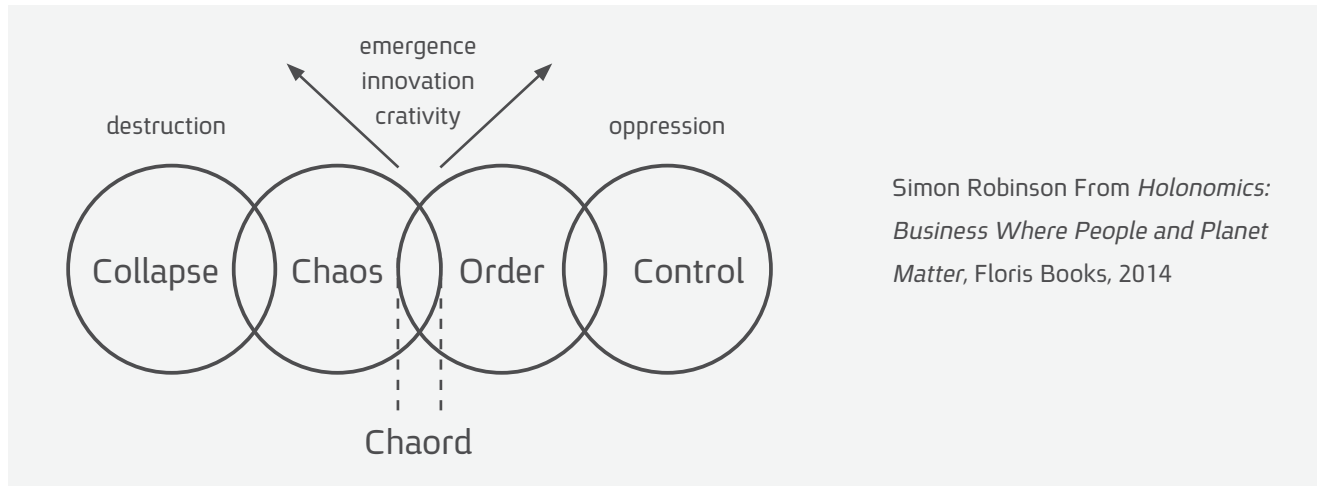 emergence
innovation
crativity
destruction
oppression
Collapse
Chaos
Order
Control
Chaord
Simon Robinson From Holonomics:
Business Where People and Planet
Matter, Floris Books, 2014